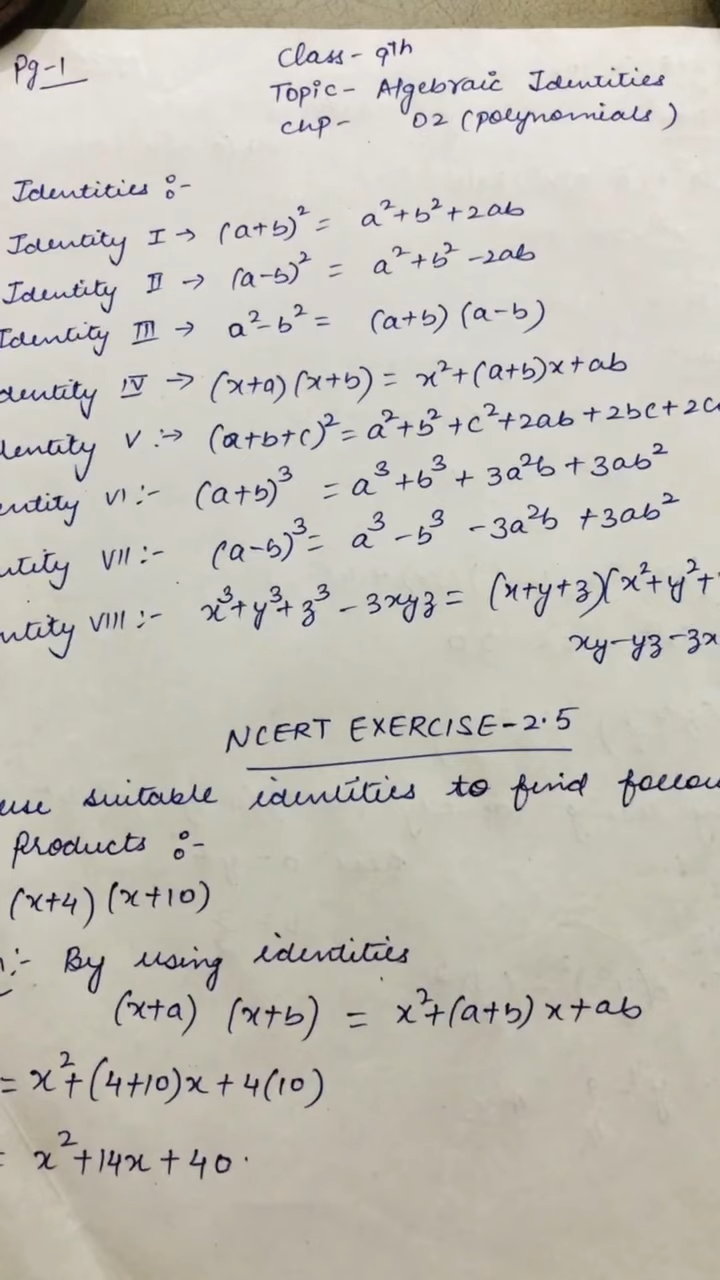 Pg-1
Class- 9th
Topic- Algebraic Identities
Chp- 02 (polynomials)
Identities :-
Identity I → (a+b)² = a²+b²+2ab
Identity II → (a-b)² = a²+b²-2ab
Identity III → a²-b² = (a+b) (a-b)
dentity IV → (x+a) (x+b) = x²+(a+b)x+ab
dentity V :→ (a+b+c)² = a²+b²+c²+2ab+2bc+2c
entity VI :- (a+b)³ = a³+b³+3a²b+3ab²
ntity VII :- (a-b)³ = a³-b³-3a²b+3ab²
ntity VIII :- x³+y³+z³-3xyz = (x+y+z)(x²+y²+
xy-yz-zx
NCERT EXERCISE-2.5
use suitable identities to find follow
Products :-
(x+4) (x+10)
:- By using identities
(x+a) (x+b) = x²+(a+b)x+ab
= x²+(4+10)x+4(10)
= x²+14x+40.